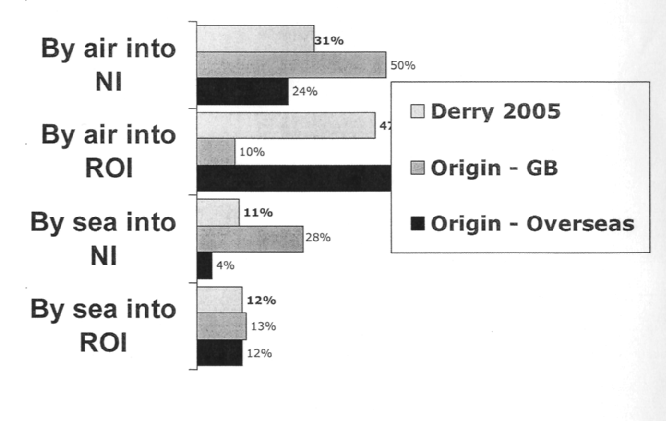 By air into
NI
31%
50%
24%
By air into
ROI
10%
By sea into
NI
11%
28%
4%
By sea into
ROI
12%
13%
12%
Derry 2005
Origin - GB
Origin - Overseas